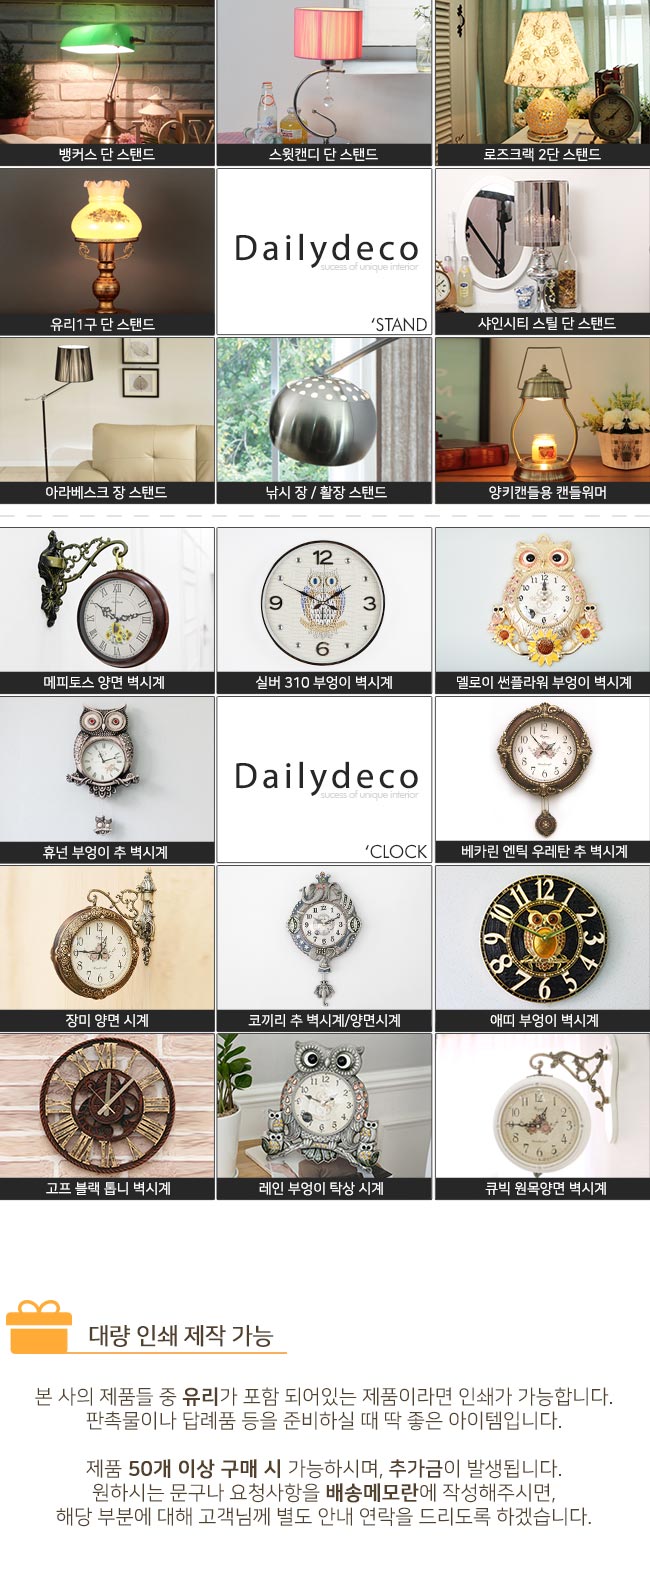 뱅커스 단 스탠드
스윗캔디 단 스탠드
로즈크랙 2단 스탠드
유리1구 단 스탠드
Dailydeco
sucess of unique interior
‘STAND
샤인시티 스틸 단 스탠드
아라베스크 장 스탠드
낚시 장 / 활장 스탠드
양키캔들용 캔들워머
메피토스 양면 벽시계
실버 310 부엉이 벽시계
멜로이 썬플라워 부엉이 벽시계
휴넌 부엉이 추 벽시계
Dailydeco
sucess of unique interior
‘CLOCK
베카린 엔틱 우레탄 추 벽시계
장미 양면 시계
코끼리 추 벽시계/양면시계
애띠 부엉이 벽시계
고프 블랙 톱니 벽시계
레인 부엉이 탁상 시계
큐빅 원목양면 벽시계
대량 인쇄 제작 가능
본 사의 제품들 중 유리가 포함 되어있는 제품이라면 인쇄가 가능합니다.
판촉물이나 답례품 등을 준비하실 때 딱 좋은 아이템입니다.
제품 50개 이상 구매 시 가능하시며, 추가금이 발생됩니다.
원하시는 문구나 요청사항을 배송메모란에 작성해주시면,
해당 부분에 대해 고객님께 별도 안내 연락을 드리도록 하겠습니다.